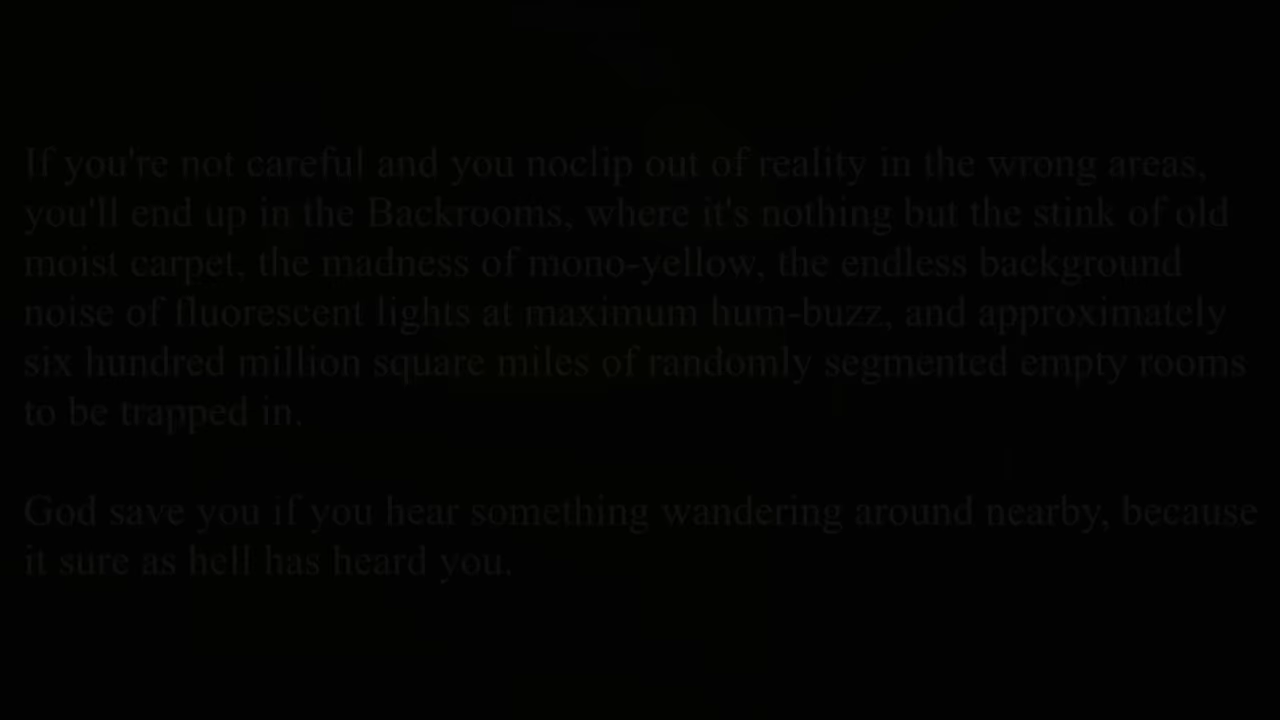 If you're not careful and you noclip out of reality in the wrong areas,
you'll end up in the Backrooms, where it's nothing but the stink of old
moist carpet, the madness of mono-yellow, the endless background
noise of fluorescent lights at maximum hum-buzz, and approximately
six hundred million square miles of randomly segmented empty rooms
to be trapped in.
God save you if you hear something wandering around nearby, because
it sure as hell has heard you.